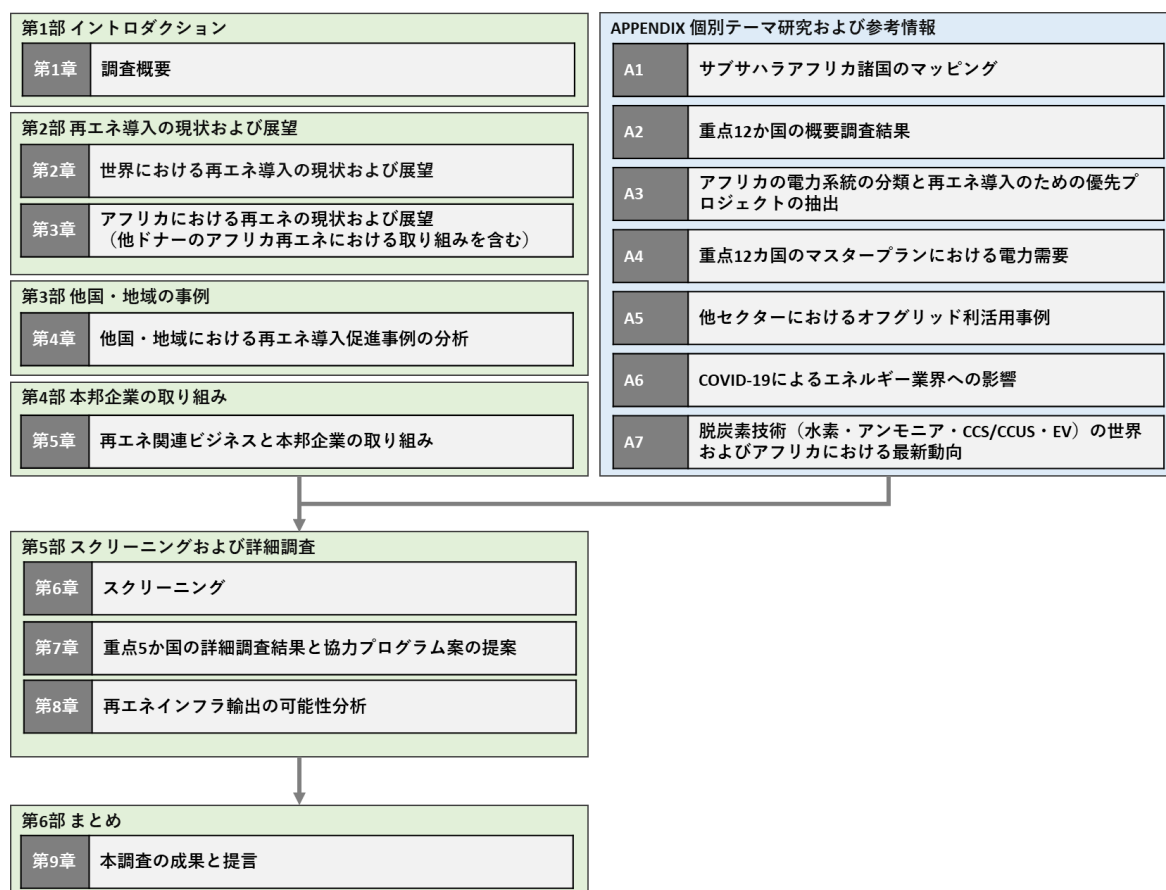 第1部 イントロダクション
第1章 調査概要
第2部 再エネ導入の現状および展望
第2章 世界における再エネ導入の現状および展望
第3章 アフリカにおける再エネの現状および展望
（他ドナーのアフリカ再エネにおける取り組みを含む）
第3部 他国・地域の事例
第4章 他国・地域における再エネ導入促進事例の分析
第4部 本邦企業の取り組み
第5章 再エネ関連ビジネスと本邦企業の取り組み
APPENDIX 個別テーマ研究および参考情報
A1 サブサハラアフリカ諸国のマッピング
A2 重点12か国の概要調査結果
A3 アフリカの電力系統の分類と再エネ導入のための優先プ
ロジェクトの抽出
A4 重点12カ国のマスタープランにおける電力需要
A5 他セクターにおけるオフグリッド利活用事例
A6 COVID-19によるエネルギー業界への影響
A7 脱炭素技術（水素・アンモニア・CCS/CCUS・EV）の世界
およびアフリカにおける最新動向
第5部 スクリーニングおよび詳細調査
第6章 スクリーニング
第7章 重点5か国の詳細調査結果と協力プログラム案の提案
第8章 再エネインフラ輸出の可能性分析
第6部 まとめ
第9章 本調査の成果と提言